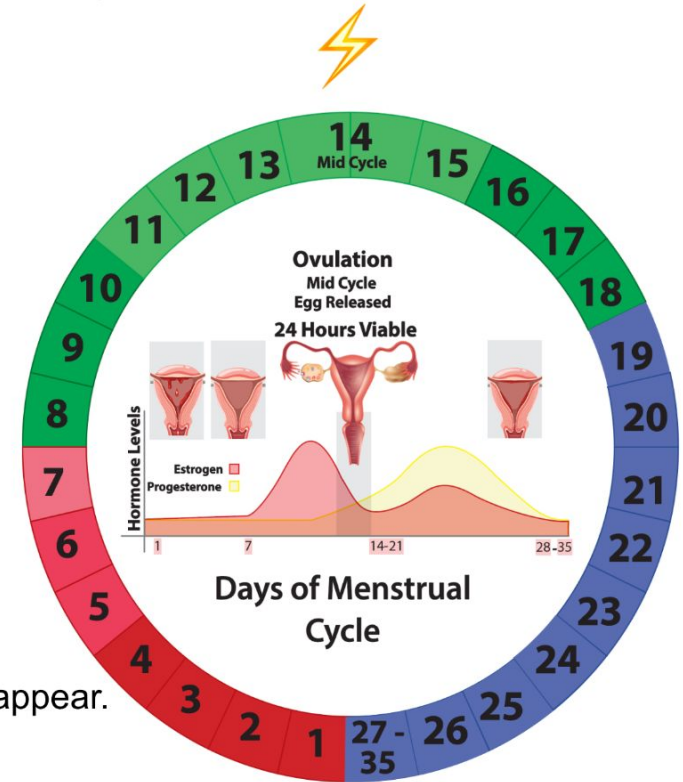 14
Mid Cycle
13
15
12
16
11
17
10
18
9
19
8
20
7
21
6
22
5
23
4
24
3
25
2
26
1
27 -
35
Ovulation
Mid Cycle
Egg Released
24 Hours Viable
Hormone Levels
Estrogen
Progesterone
1 7 14-21 28-35
Days of Menstrual
Cycle
appear.